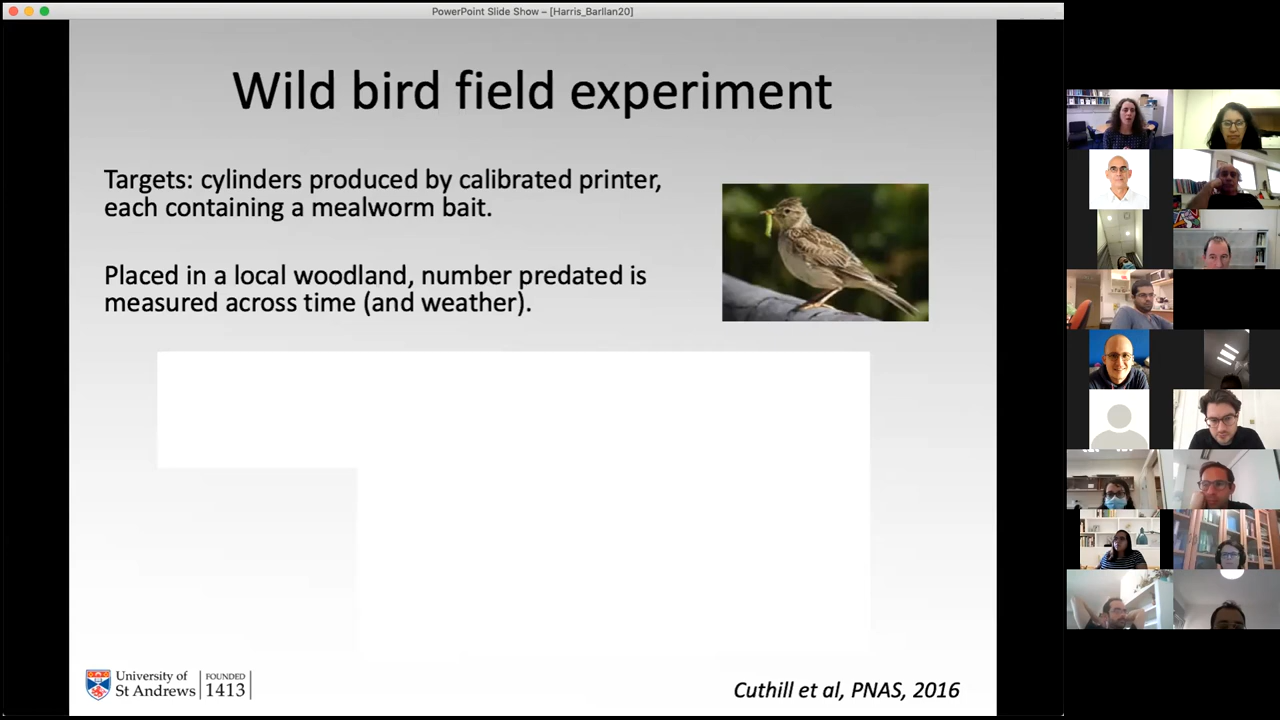 PowerPoint Slide Show – [Harris_BarIlan20]
Wild bird field experiment
Targets: cylinders produced by calibrated printer,
each containing a mealworm bait.
Placed in a local woodland, number predated is
measured across time (and weather).
University of
St Andrews
FOUNDED
1413
Cuthill et al, PNAS, 2016